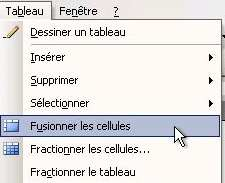 Tableau Fenêtre ?
Dessiner un tableau
Insérer
Supprimer
Sélectionner
Fusionner les cellules
Fractionner les cellules...
Fractionner le tableau